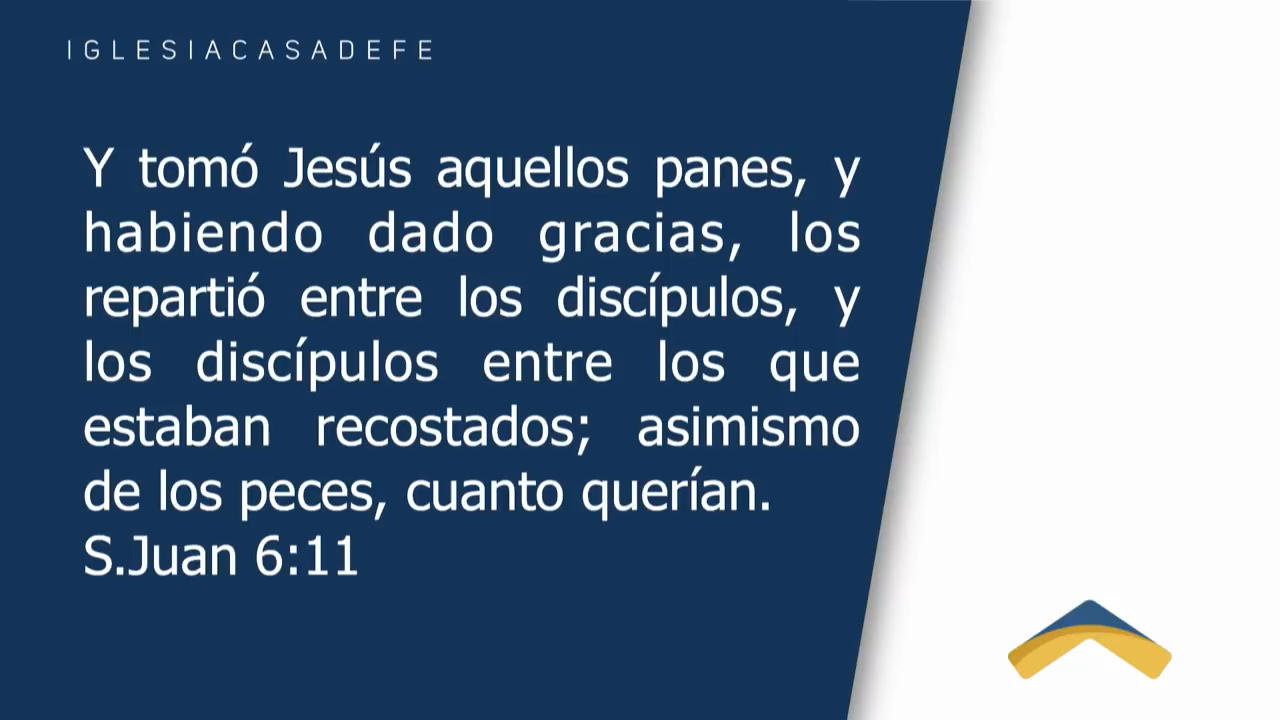 IGLESIACASADEFE
Y tomó Jesús aquellos panes, y
habiendo dado gracias, los
repartió entre los discípulos, y
los discípulos entre los que
estaban recostados; asimismo
de los peces, cuanto querían.
S.Juan 6:11